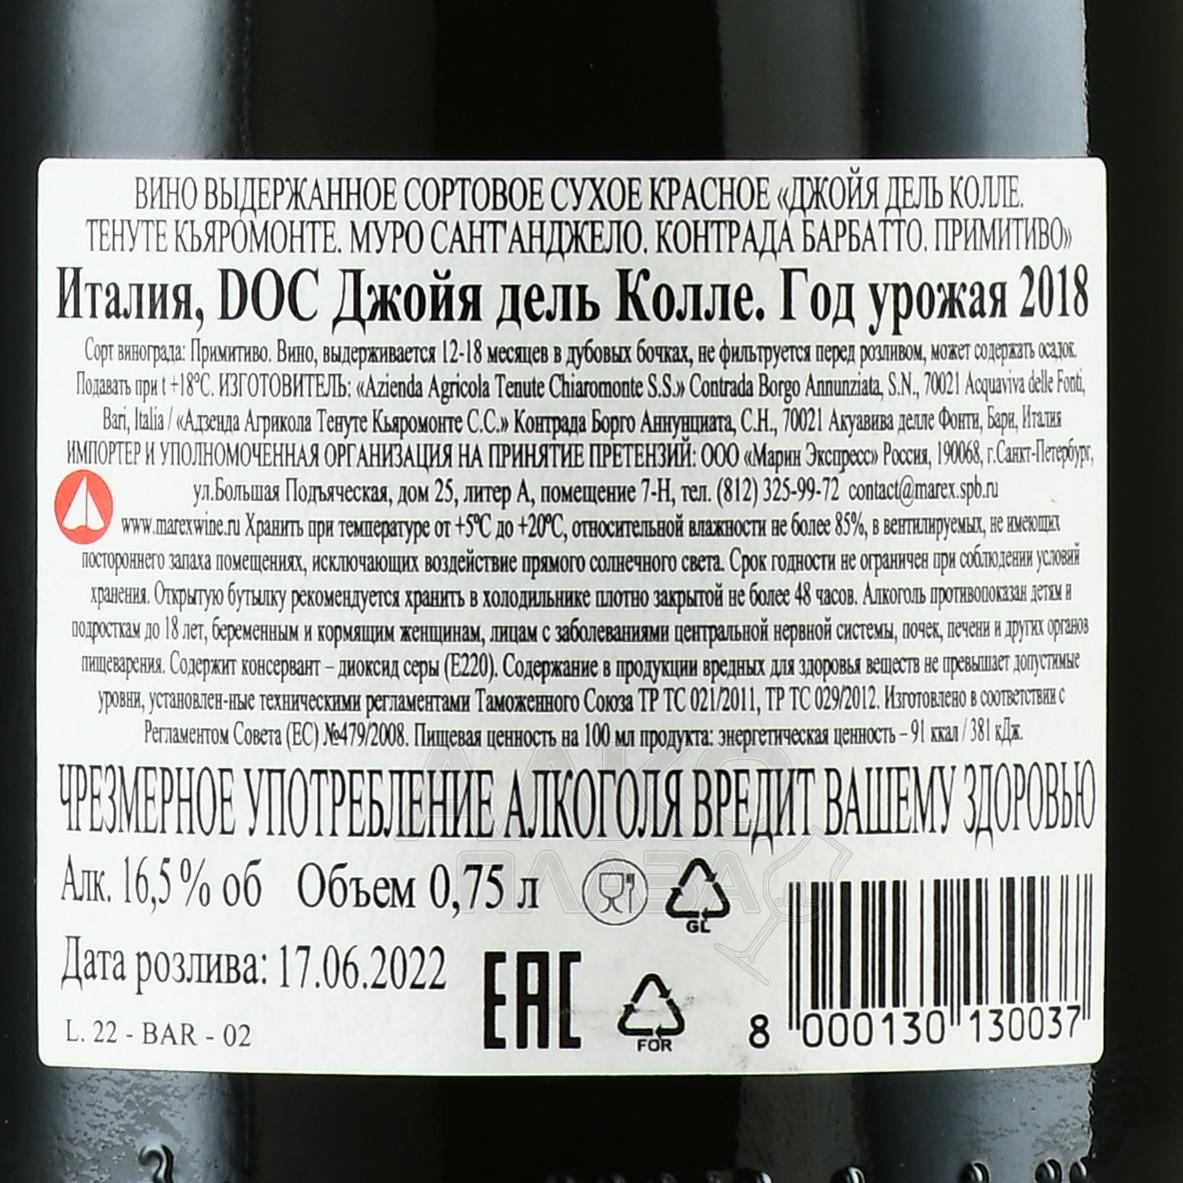 ВИНО ВЫДЕРЖАННОЕ СОРТОВОЕ СУХОЕ КРАСНОЕ «ДЖОЙЯ ДЕЛЬ КОЛЛЕ.
ТЕНУТЕ КЬЯРОМОНТЕ. МУРО САНТ'АНДЖЕЛО. КОНТРАДА БАРБАТТО. ПРИМИТИВО»
Италия, DOC Джойя дель Колле. Год урожая 2018
Сорт винограда: Примитиво. Вино, выдерживается 12-18 месяцев в дубовых бочках, не фильтруется перед розливом, может содержать осадок.
Подавать при t +18°C. ИЗГОТОВИТЕЛЬ: «Azienda Agricola Tenute Chiaromonte S.S.» Contrada Borgo Annunziata, S.N., 70021 Acquaviva delle Fonti,
Bari, Italia / «Адзенда Агрикола Тенуте Кьяромонте С.С.» Контрада Борго Аннунциата, С.Н., 70021 Акуавива делле Фонти, Бари, Италия
ИМПОРТЕР И УПОЛНОМОЧЕННАЯ ОРГАНИЗАЦИЯ НА ПРИНЯТИЕ ПРЕТЕНЗИЙ: ООО «Марин Экспресс» Россия, 190068, г.Санкт-Петербург,
ул.Большая Подъяческая, дом 25, литер А, помещение 7-Н, тел. (812) 325-99-72 contact@marex.spb.ru
www.marexwine.ru Хранить при температуре от +5°C до +20°C, относительной влажности не более 85%, в вентилируемых, не имеющих
постороннего запаха помещениях, исключающих воздействие прямого солнечного света. Срок годности не ограничен при соблюдении условий
хранения. Открытую бутылку рекомендуется хранить в холодильнике плотно закрытой не более 48 часов. Алкоголь противопоказан детям и
подросткам до 18 лет, беременным и кормящим женщинам, лицам с заболеваниями центральной нервной системы, почек, печени и других органов
пищеварения. Содержит консервант – диоксид серы (Е220). Содержание в продукции вредных для здоровья веществ не превышает допустимые
уровни, установлен-ные техническими регламентами Таможенного Союза ТР ТС 021/2011, ТР ТС 029/2012. Изготовлено в соответствии с
Регламентом Совета (ЕС) №479/2008. Пищевая ценность на 100 мл продукта: энергетическая ценность – 91 ккал / 381 кДж.
ЧРЕЗМЕРНОЕ УПОТРЕБЛЕНИЕ АЛКОГОЛЯ ВРЕДИТ ВАШЕМУ ЗДОРОВЬЮ
Алк. 16,5 % об Объем 0,75 л
GL
Дата розлива: 17.06.2022
EAC
FOR
L. 22 - BAR - 02
8 000130 130037
АЛКО
ПЛАЗА